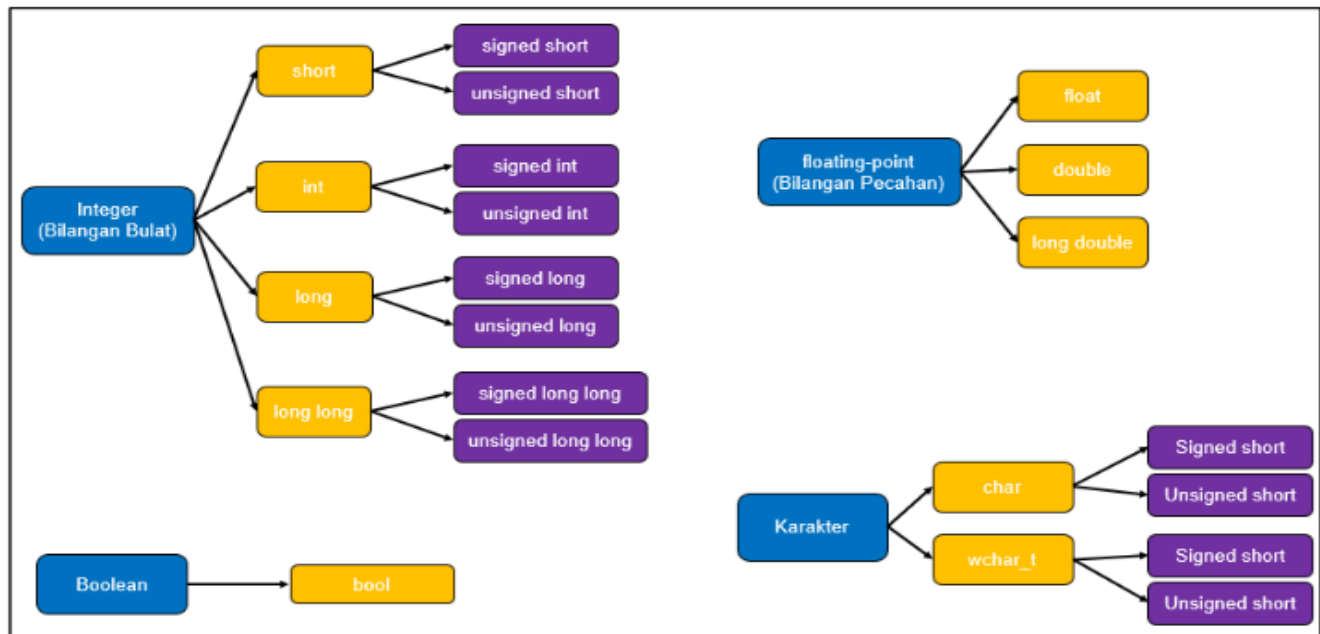 Integer
(Bilangan Bulat)
short
signed short
unsigned short
int
signed int
unsigned int
long
signed long
unsigned long
long long
signed long long
unsigned long long
Boolean
bool
floating-point
(Bilangan Pecahan)
float
double
long double
Karakter
char
Signed short
Unsigned short
wchar_t
Signed short
Unsigned short